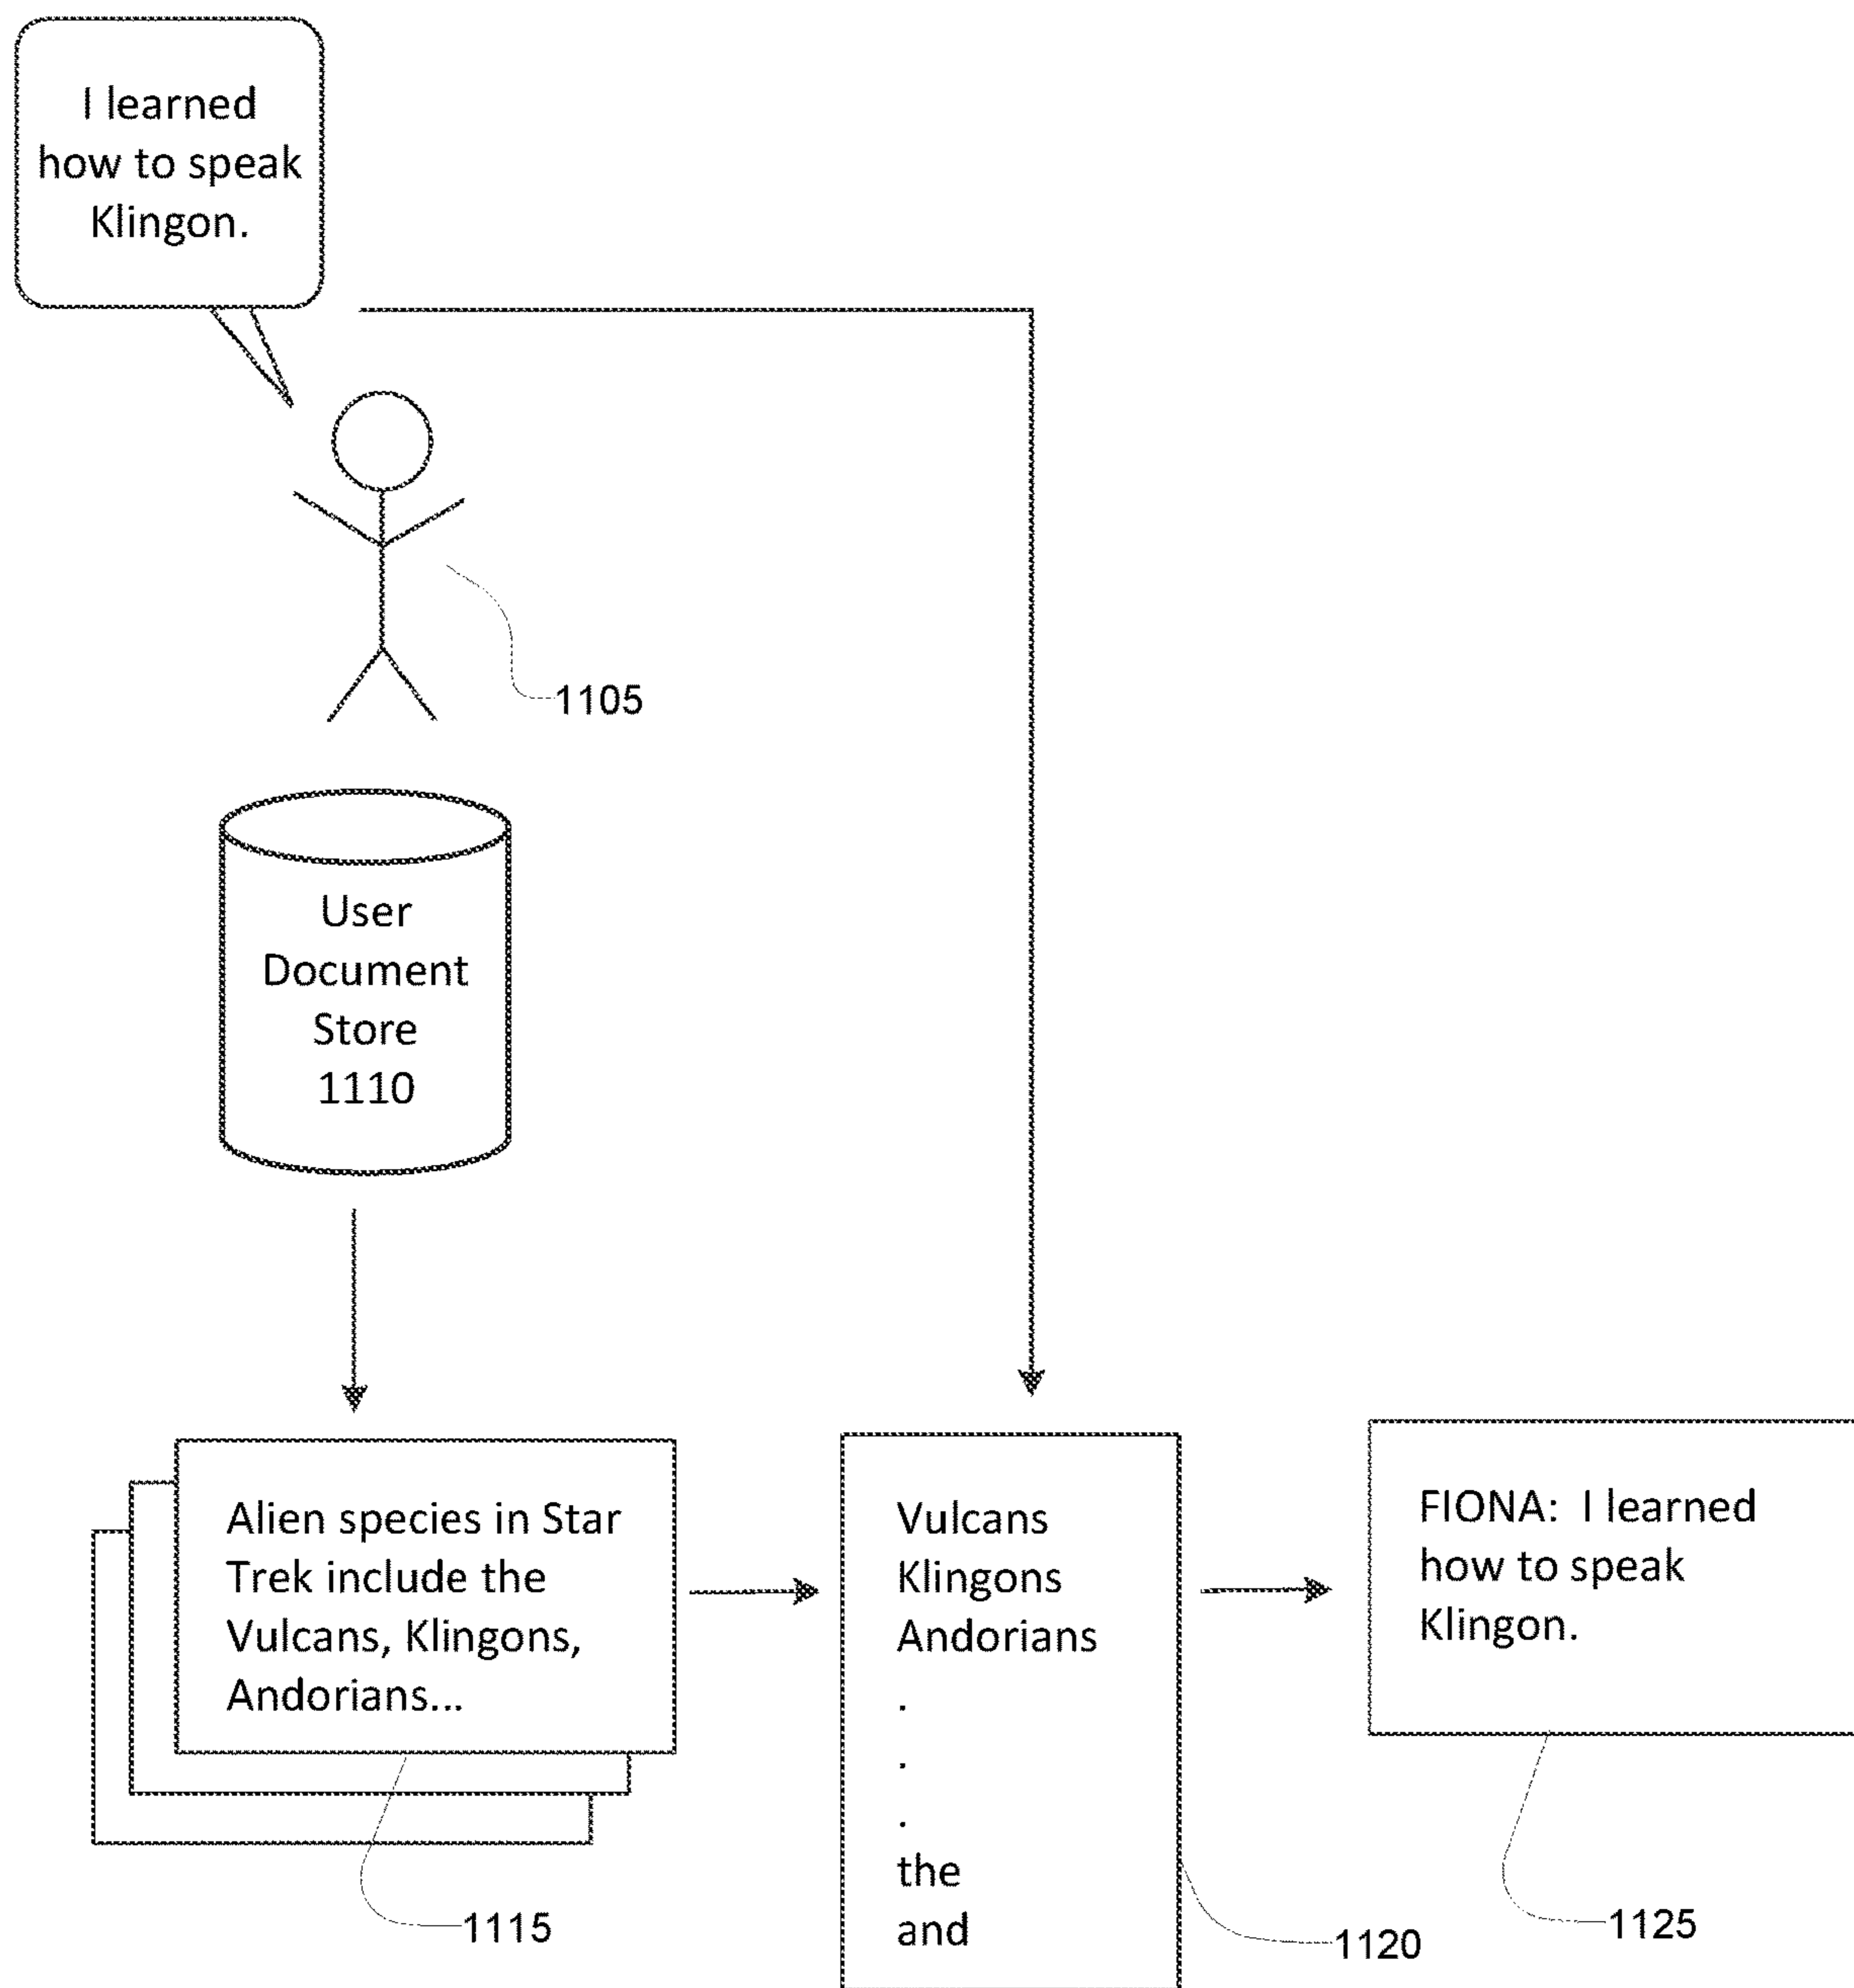 I learned
how to speak
Klingon.
1105
User
Document
Store
1110
Alien species in Star
Trek include the
Vulcans, Klingons,
Andorians...
1115
Vulcans
Klingons
Andorians
.
.
.
the
and
1120
FIONA:  I learned
how to speak
Klingon.
1125